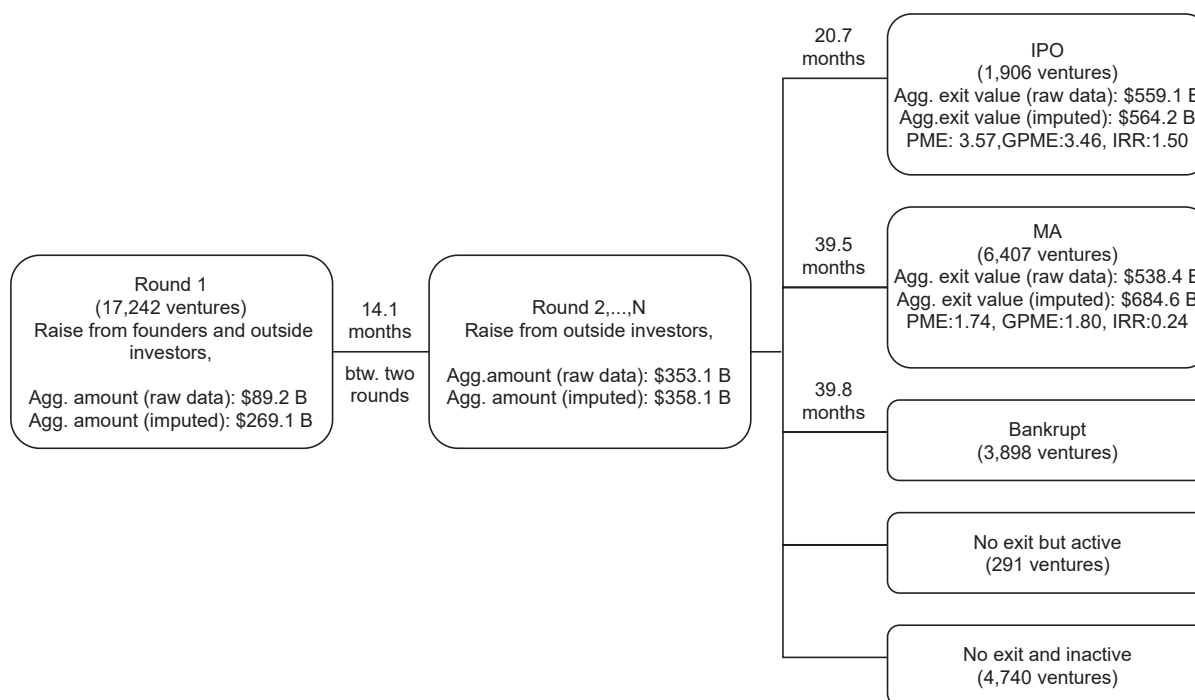 Round 1
(17,242 ventures)
Raise from founders and outside
investors,
Agg. amount (raw data): $89.2 B
Agg. amount (imputed): $269.1 B
14.1
months
btw. two
rounds
Round 2,...,N
Raise from outside investors,
Agg.amount (raw data): $353.1 B
Agg. amount (imputed): $358.1 B
20.7
months
IPO
(1,906 ventures)
Agg. exit value (raw data): $559.1 B
Agg.exit value (imputed): $564.2 B
PME: 3.57,GPME:3.46, IRR:1.50
39.5
months
MA
(6,407 ventures)
Agg. exit value (raw data): $538.4 B
Agg. exit value (imputed): $684.6 B
PME:1.74, GPME:1.80, IRR:0.24
39.8
months
Bankrupt
(3,898 ventures)
No exit but active
(291 ventures)
No exit and inactive
(4,740 ventures)